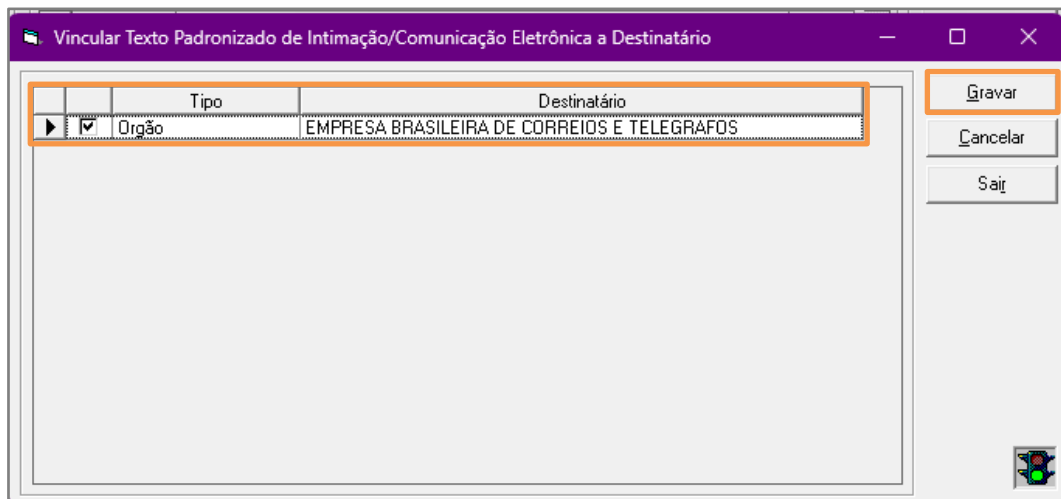 Vincular Texto Padronizado de Intimação/Comunicação Eletrônica a Destinatário
Tipo Destinatário
Orgão EMPRESA BRASILEIRA DE CORREIOS E TELEGRAFOS
Gravar
Cancelar
Sair